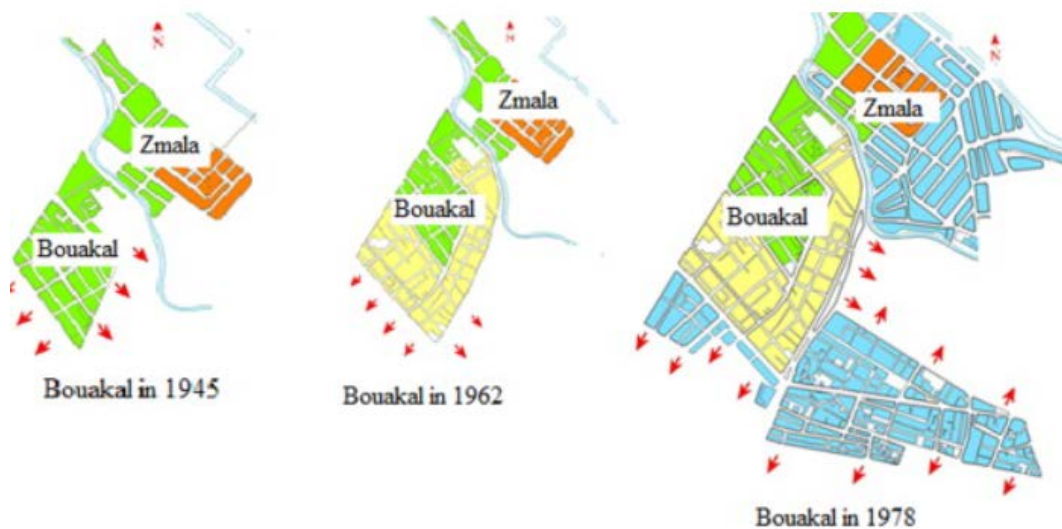 N
Zmala
Bouakal
Bouakal in 1945
N
Zmala
Bouakal
Bouakal in 1962
N
Zmala
Bouakal
Bouakal in 1978